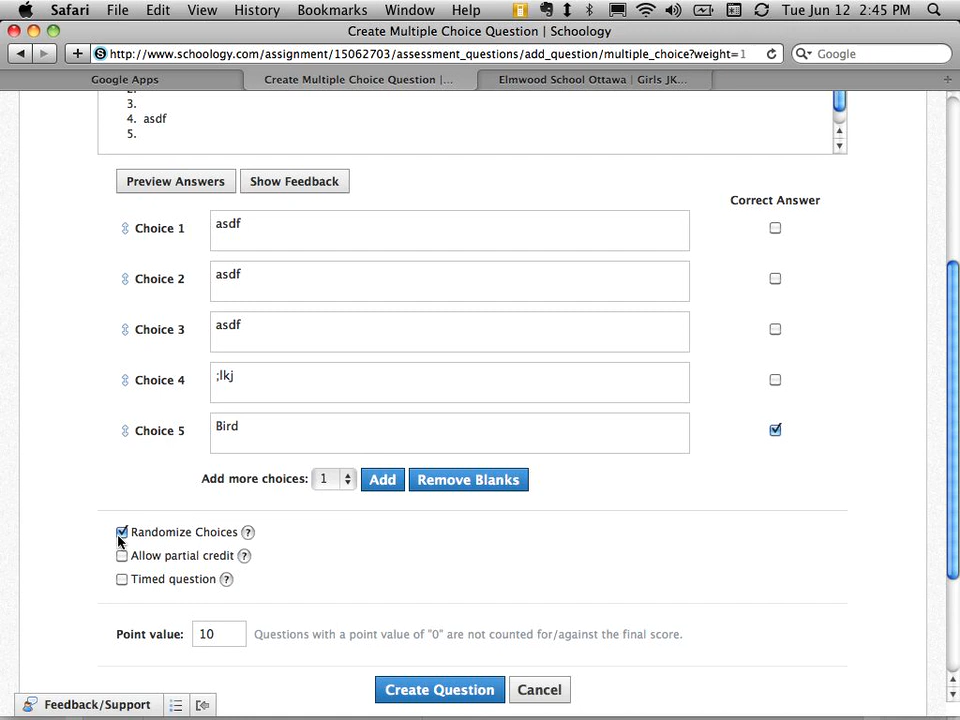 Safari File Edit View History Bookmarks Window Help Tue Jun 12 2:45 PM
Create Multiple Choice Question | Schoology
http://www.schoology.com/assignment/15062703/assessment_questions/add_question/multiple_choice?weight=1 Google
Google Apps Create Multiple Choice Question |... Elmwood School Ottawa | Girls JK...
2.
3.
4. asdf
5.
Preview Answers Show Feedback
Correct Answer
Choice 1 asdf
Choice 2 asdf
Choice 3 asdf
Choice 4 ;lkj
Choice 5 Bird
Add more choices: 1 Add Remove Blanks
Randomize Choices ?
Allow partial credit ?
Timed question ?
Point value: 10 Questions with a point value of "0" are not counted for/against the final score.
Create Question Cancel
Feedback/Support